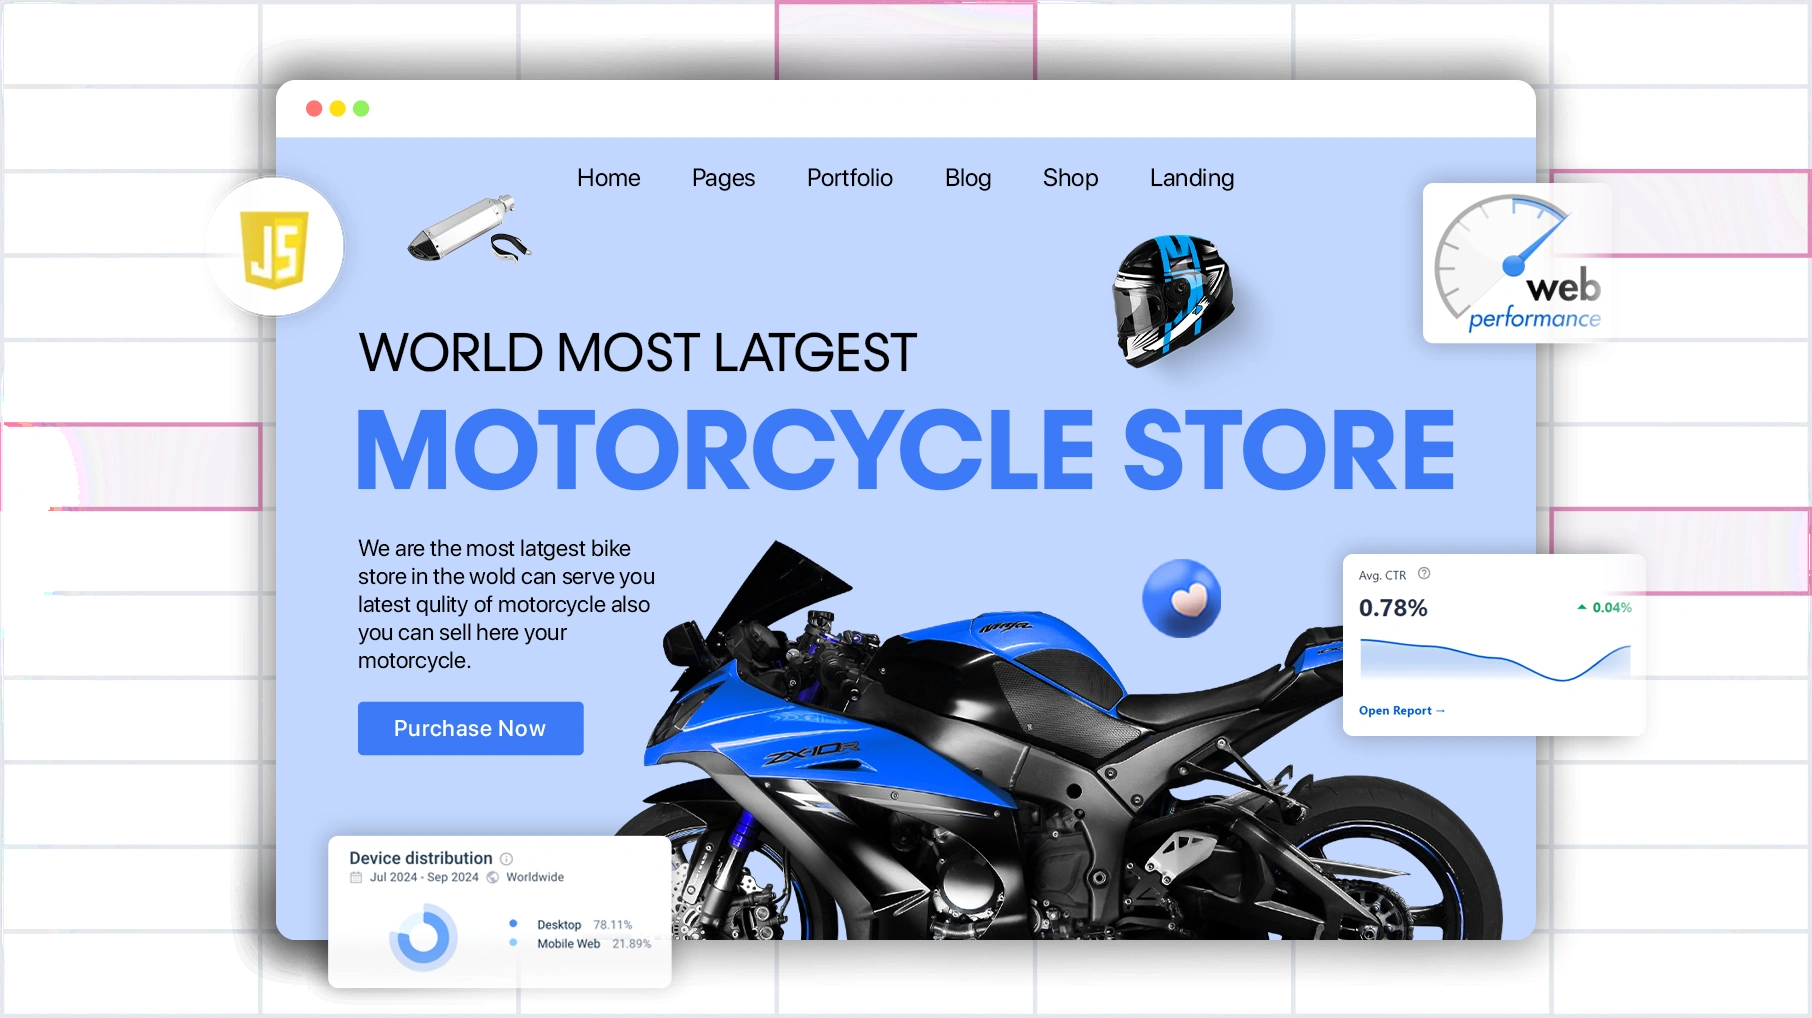 Home Pages Portfolio Blog Shop Landing
JS
web
performance
WORLD MOST LATGEST
MOTORCYCLE STORE
We are the most latgest bike
store in the wold can serve you
latest qulity of motorcycle also
you can sell here your
motorcycle.
Purchase Now
Ninja
ZX-10R
Avg. CTR
0.78% 0.04%
Open Report →
Device distribution
Jul 2024 - Sep 2024 Worldwide
Desktop 78.11%
Mobile Web 21.89%